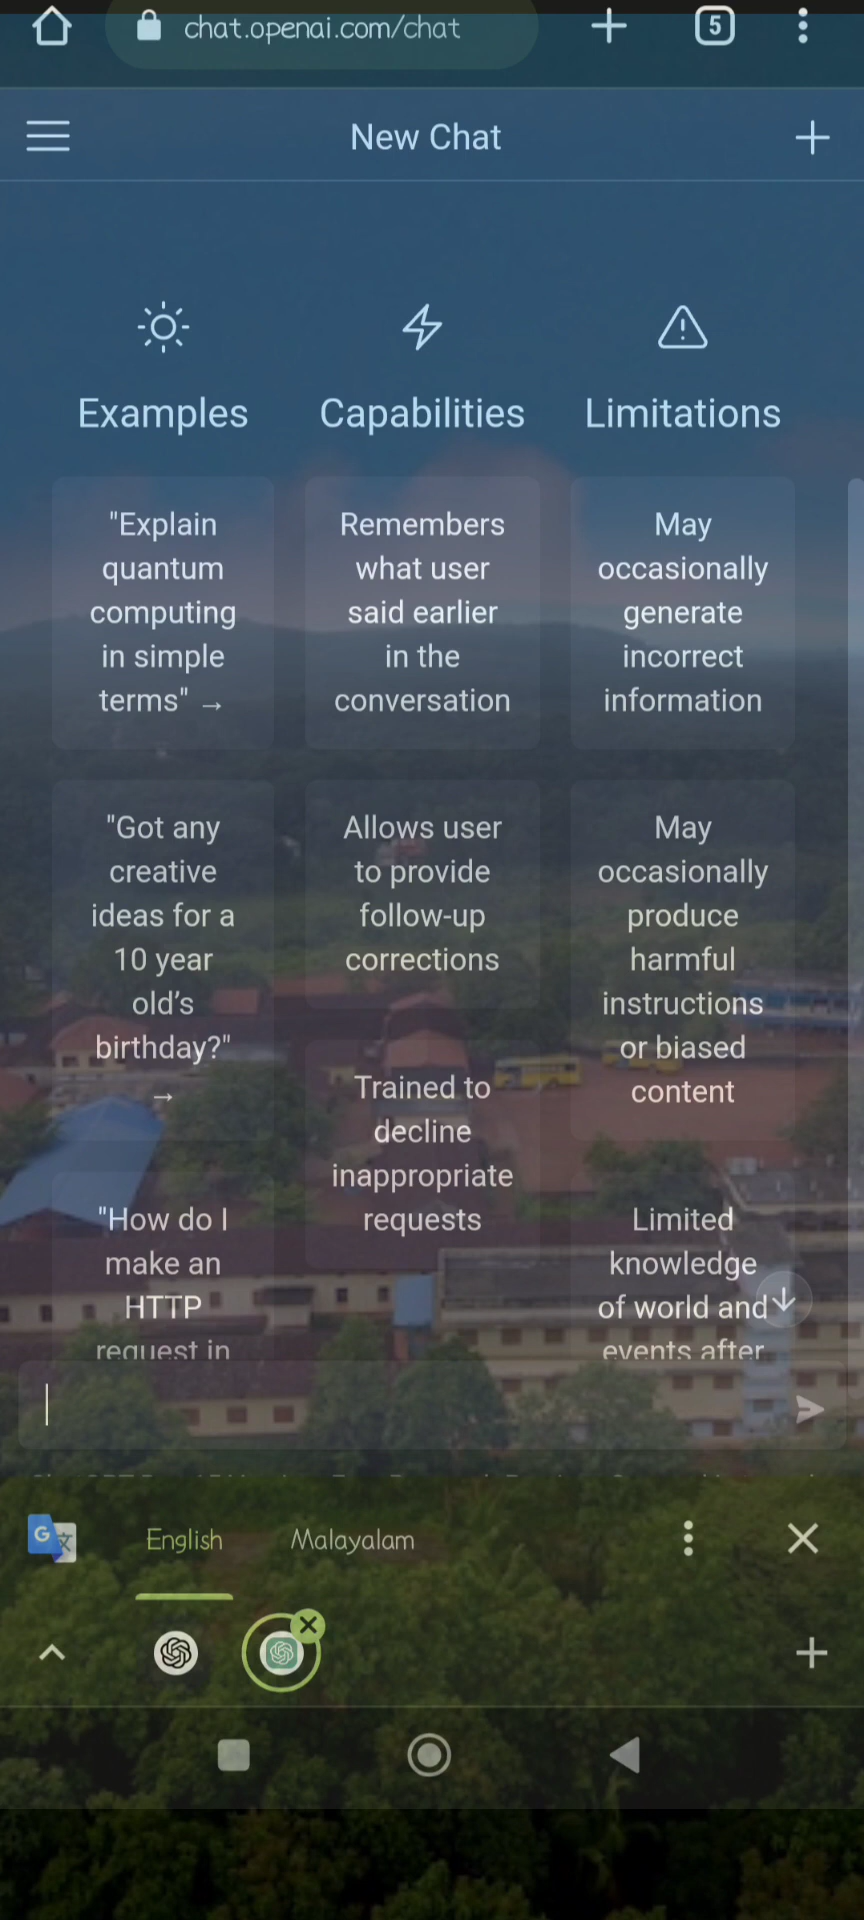 chat.openai.com/chat
5
New Chat
Examples
"Explain
quantum
computing
in simple
terms" →
"Got any
creative
ideas for a
10 year
old's
birthday?"
→
"How do I
make an
HTTP
request in
Capabilities
Remembers
what user
said earlier
in the
conversation
Allows user
to provide
follow-up
corrections
Trained to
decline
inappropriate
requests
Limitations
May
occasionally
generate
incorrect
information
May
occasionally
produce
harmful
instructions
or biased
content
Limited
knowledge
of world and
events after
G 文
English
Malayalam